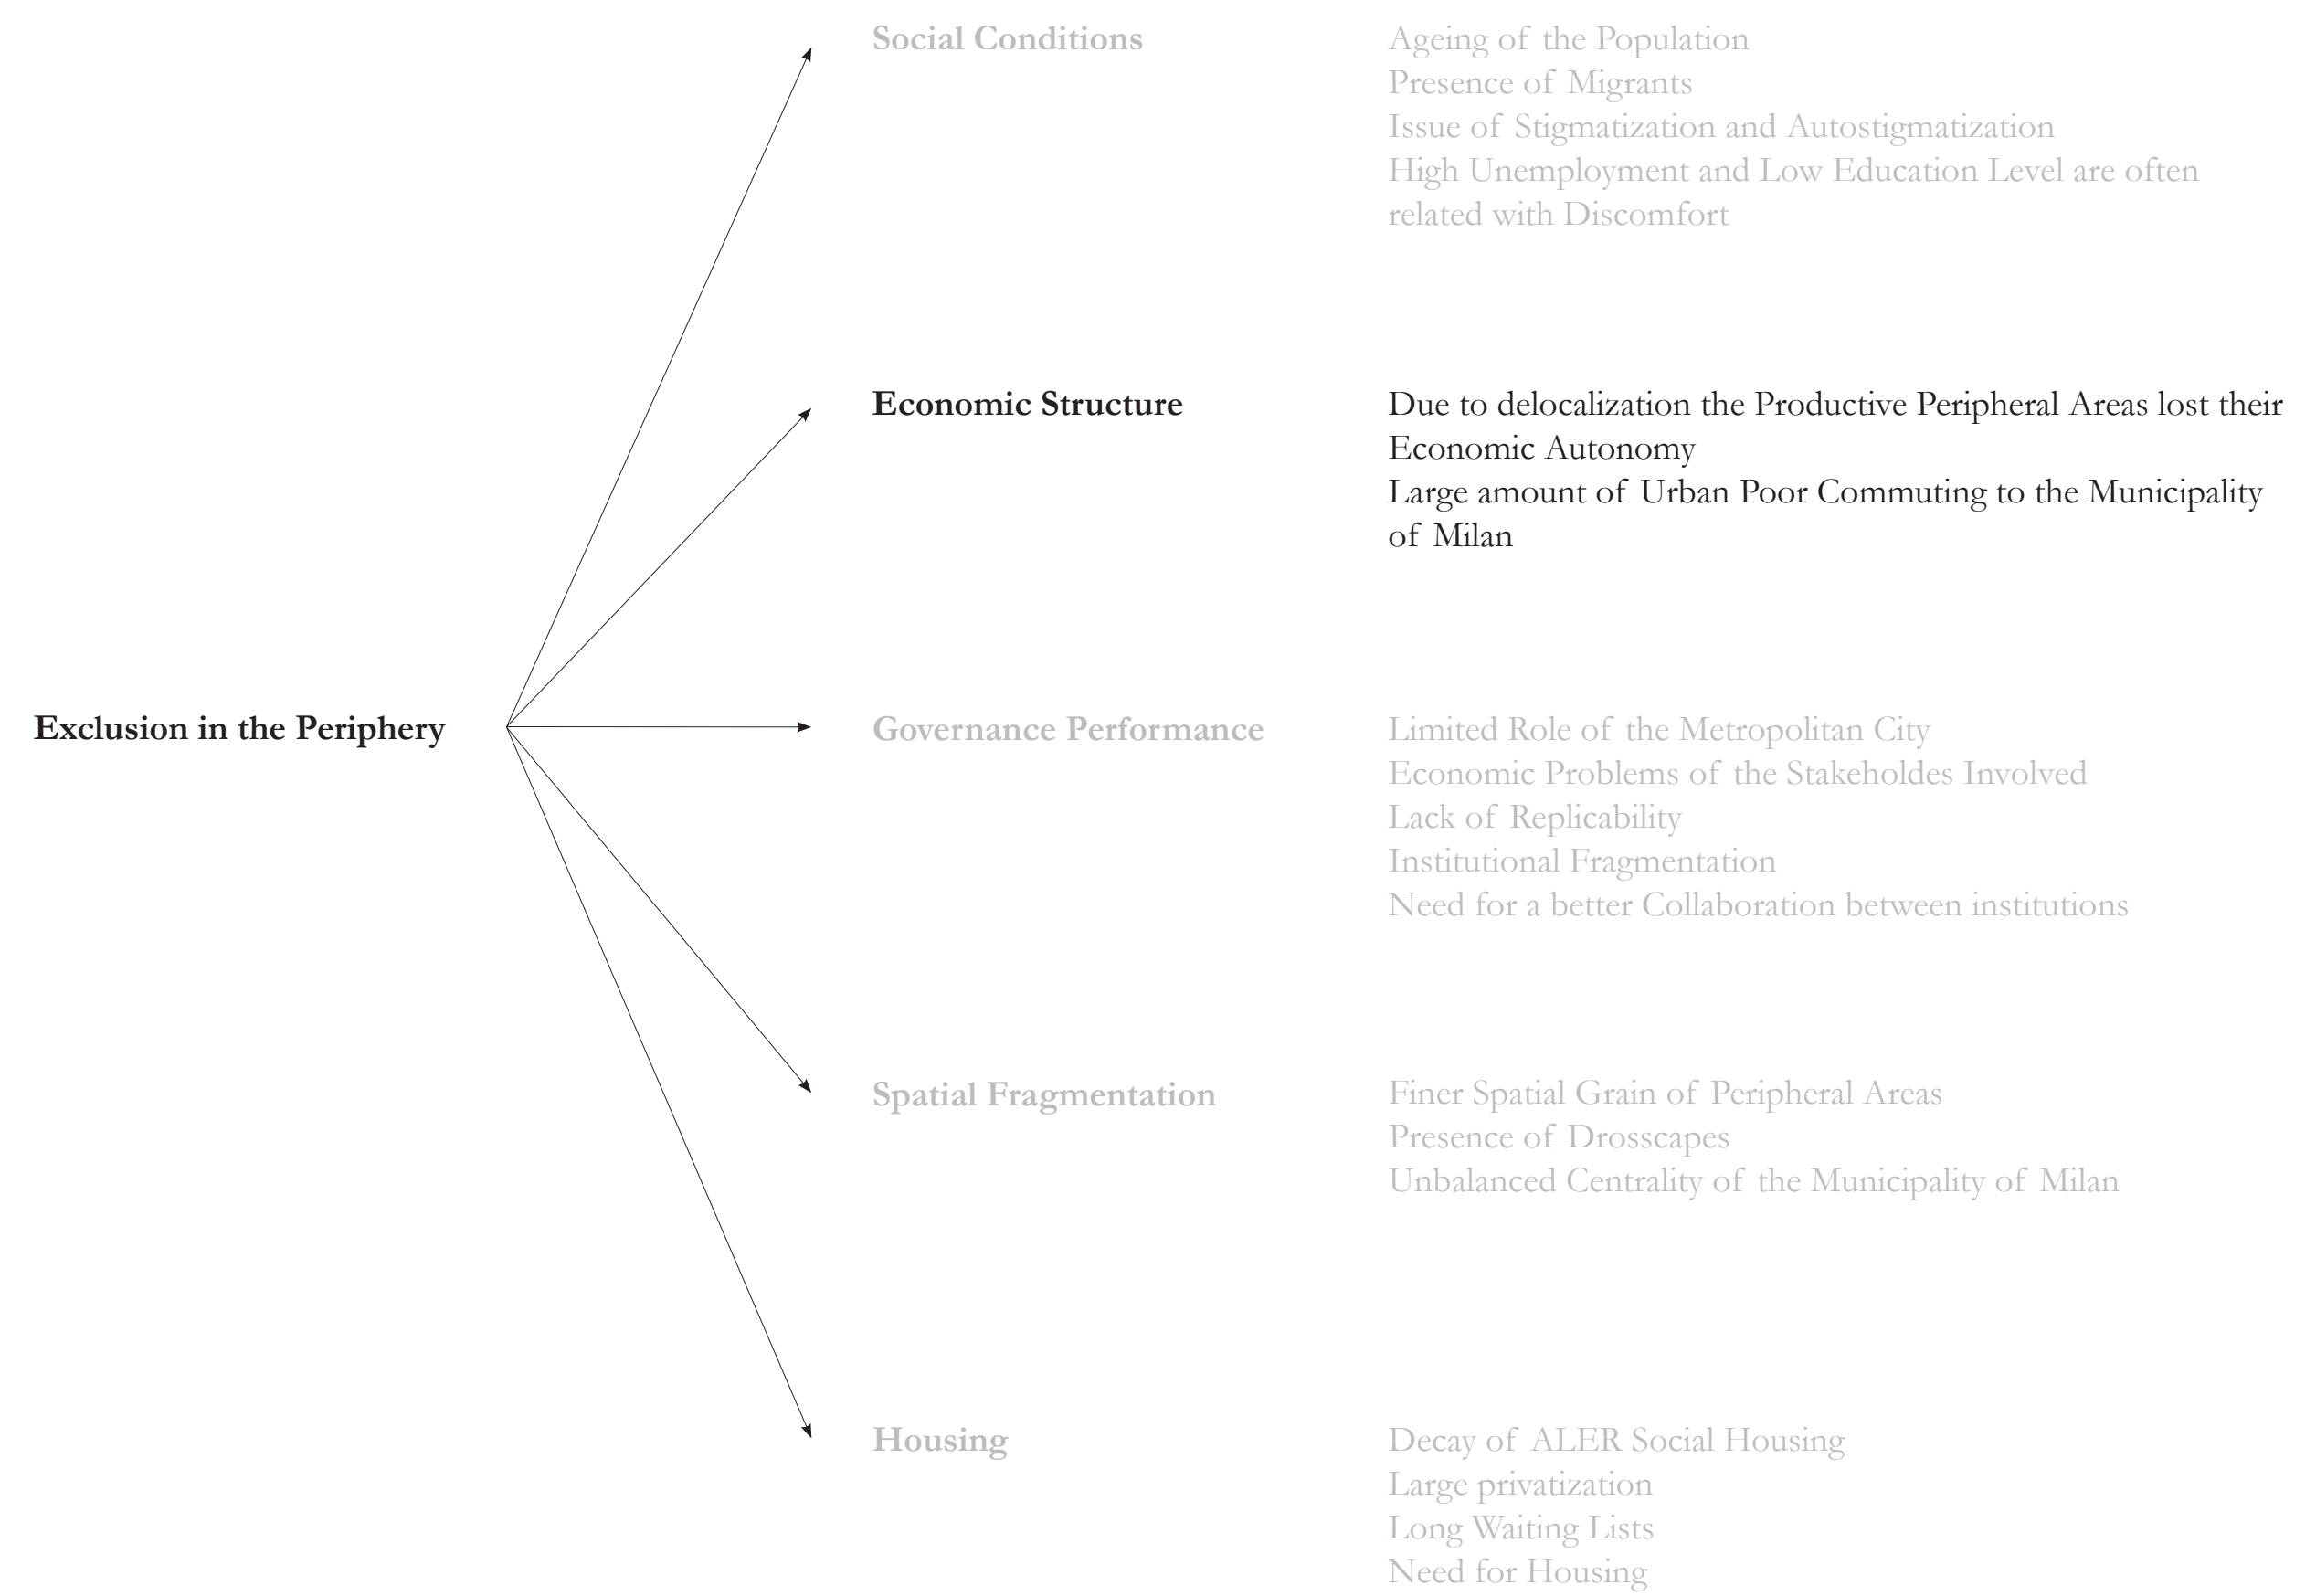 Exclusion in the Periphery
Social Conditions
Ageing of the Population
Presence of Migrants
Issue of Stigmatization and Autostigmatization
High Unemployment and Low Education Level are often
related with Discomfort
Economic Structure
Due to delocalization the Productive Peripheral Areas lost their
Economic Autonomy
Large amount of Urban Poor Commuting to the Municipality
of Milan
Governance Performance
Limited Role of the Metropolitan City
Economic Problems of the Stakeholdes Involved
Lack of Replicability
Institutional Fragmentation
Need for a better Collaboration between institutions
Spatial Fragmentation
Finer Spatial Grain of Peripheral Areas
Presence of Drosscapes
Unbalanced Centrality of the Municipality of Milan
Housing
Decay of ALER Social Housing
Large privatization
Long Waiting Lists
Need for Housing